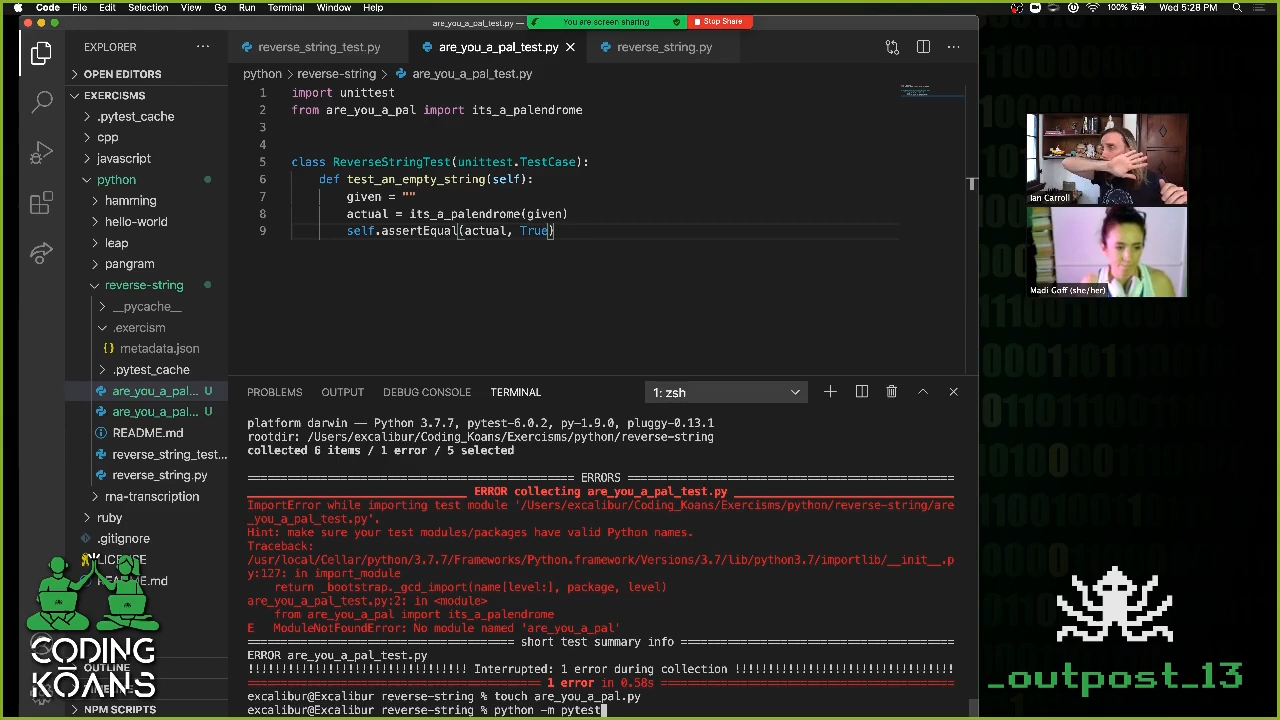 Code File Edit Selection View Go Run Terminal Window Help
100% Wed 5:28 PM
are_you_a_pal_test.py —
You are screen sharing Stop Share
EXPLORER
reverse_string_test.py are_you_a_pal_test.py reverse_string.py
OPEN EDITORS
EXERCISMS
.pytest_cache
cpp
javascript
python
hamming
hello-world
leap
pangram
reverse-string
__pycache__
.exercism
metadata.json
.pytest_cache
are_you_a_pal... U
are_you_a_pal... U
README.md
reverse_string_test...
reverse_string.py
rna-transcription
ruby
.gitignore
OUTLINE
NPM SCRIPTS
CODING
KOANS
python > reverse-string > are_you_a_pal_test.py
1 import unittest
2 from are_you_a_pal import its_a_palendrome
3
4
5 class ReverseStringTest(unittest.TestCase):
6 def test_an_empty_string(self):
7 given = ""
8 actual = its_a_palendrome(given)
9 self.assertEqual(actual, True)
PROBLEMS OUTPUT DEBUG CONSOLE TERMINAL 1: zsh
platform darwin — Python 3.7.7, pytest-6.0.2, py-1.9.0, pluggy-0.13.1
rootdir: /Users/excalibur/Coding_Koans/Exercisms/python/reverse-string
collected 6 items / 1 error / 5 selected
ERRORS
ERROR collecting are_you_a_pal_test.py
ImportError while importing test module '/Users/excalibur/Coding_Koans/Exercisms/python/reverse-string/are
_you_a_pal_test.py'.
Hint: make sure your test modules/packages have valid Python names.
Traceback:
/usr/local/Cellar/python/3.7.7/Frameworks/Python.framework/Versions/3.7/lib/python3.7/importlib/__init__.p
y:127: in import_module
return _bootstrap._gcd_import(name[level:], package, level)
are_you_a_pal_test.py:2: in <module>
from are_you_a_pal import its_a_palendrome
E ModuleNotFoundError: No module named 'are_you_a_pal'
short test summary info
ERROR are_you_a_pal_test.py
!!!!!!!!!!!!!!!!!!!!!!!!!!!!!!!! Interrupted: 1 error during collection !!!!!!!!!!!!!!!!!!!!!!!!!!!!!!!!
1 error in 0.58s
excalibur@Excalibur reverse-string % touch are_you_a_pal.py
excalibur@Excalibur reverse-string % python -m pytest
Ian Carroll
Madi Goff (she/her)
_outpost_13